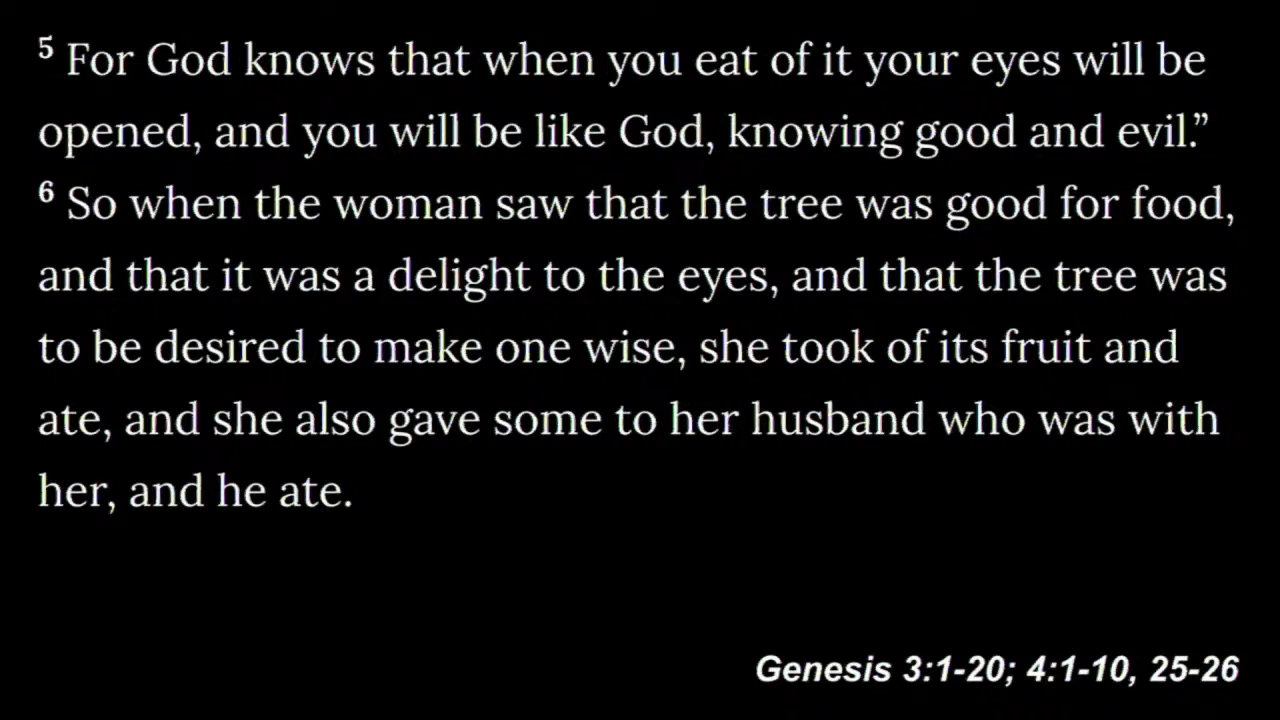 ⁵ For God knows that when you eat of it your eyes will be
opened, and you will be like God, knowing good and evil.”
⁶ So when the woman saw that the tree was good for food,
and that it was a delight to the eyes, and that the tree was
to be desired to make one wise, she took of its fruit and
ate, and she also gave some to her husband who was with
her, and he ate.
Genesis 3:1-20; 4:1-10, 25-26